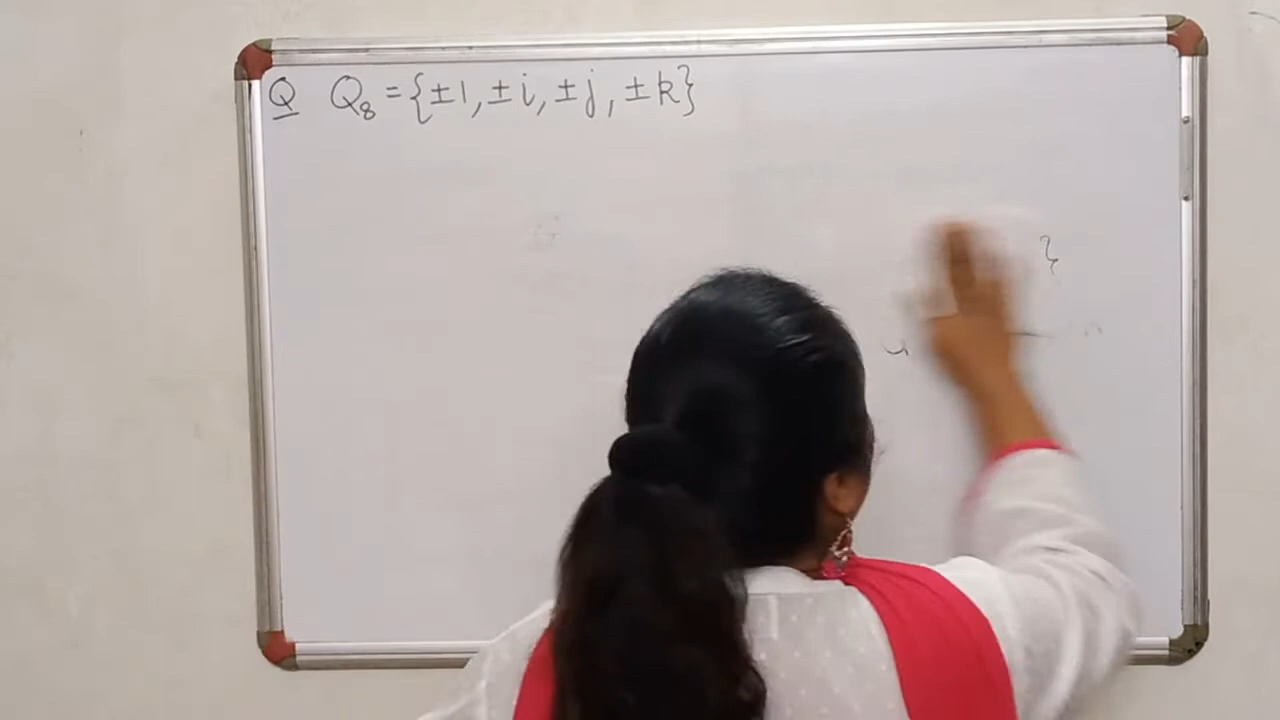 Q Q₈ = {±1, ±i, ±j, ±k}
}